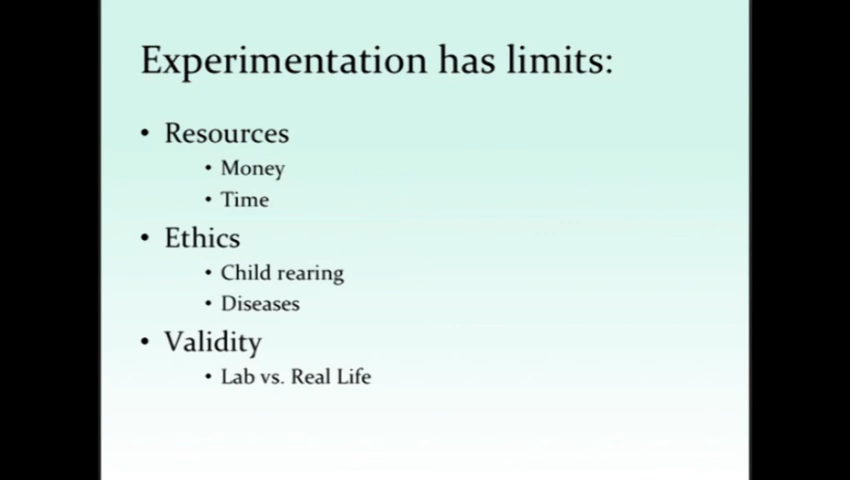 Experimentation has limits:
• Resources
• Money
• Time
• Ethics
• Child rearing
• Diseases
• Validity
• Lab vs. Real Life